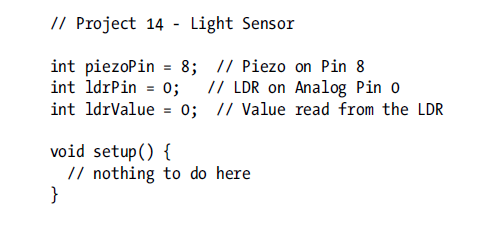 // Project 14 - Light Sensor
int piezoPin = 8;  // Piezo on Pin 8
int ldrPin = 0;   // LDR on Analog Pin 0
int ldrValue = 0;  // Value read from the LDR
void setup() {
  // nothing to do here
}